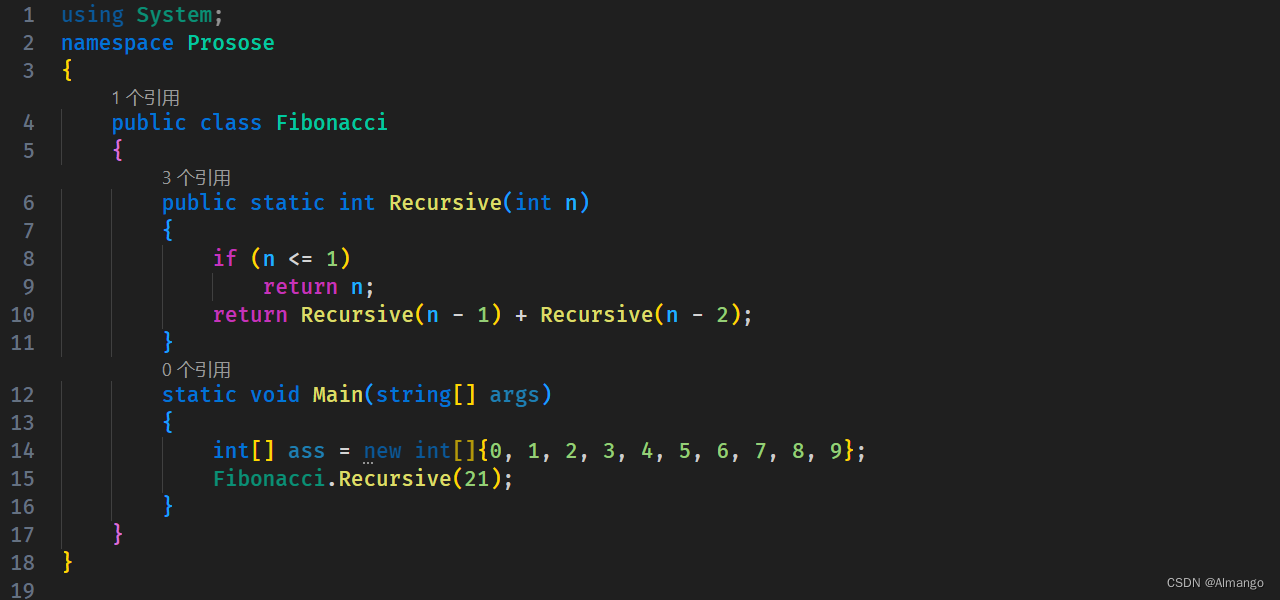 1 using System;
2 namespace Prosose
3 {
1 个引用
4 public class Fibonacci
5 {
3 个引用
6 public static int Recursive(int n)
7 {
8 if (n <= 1)
9 return n;
10 return Recursive(n - 1) + Recursive(n - 2);
11 }
0 个引用
12 static void Main(string[] args)
13 {
14 int[] ass = new int[]{0, 1, 2, 3, 4, 5, 6, 7, 8, 9};
15 Fibonacci.Recursive(21);
16 }
17 }
18 }
19
CSDN @Almango